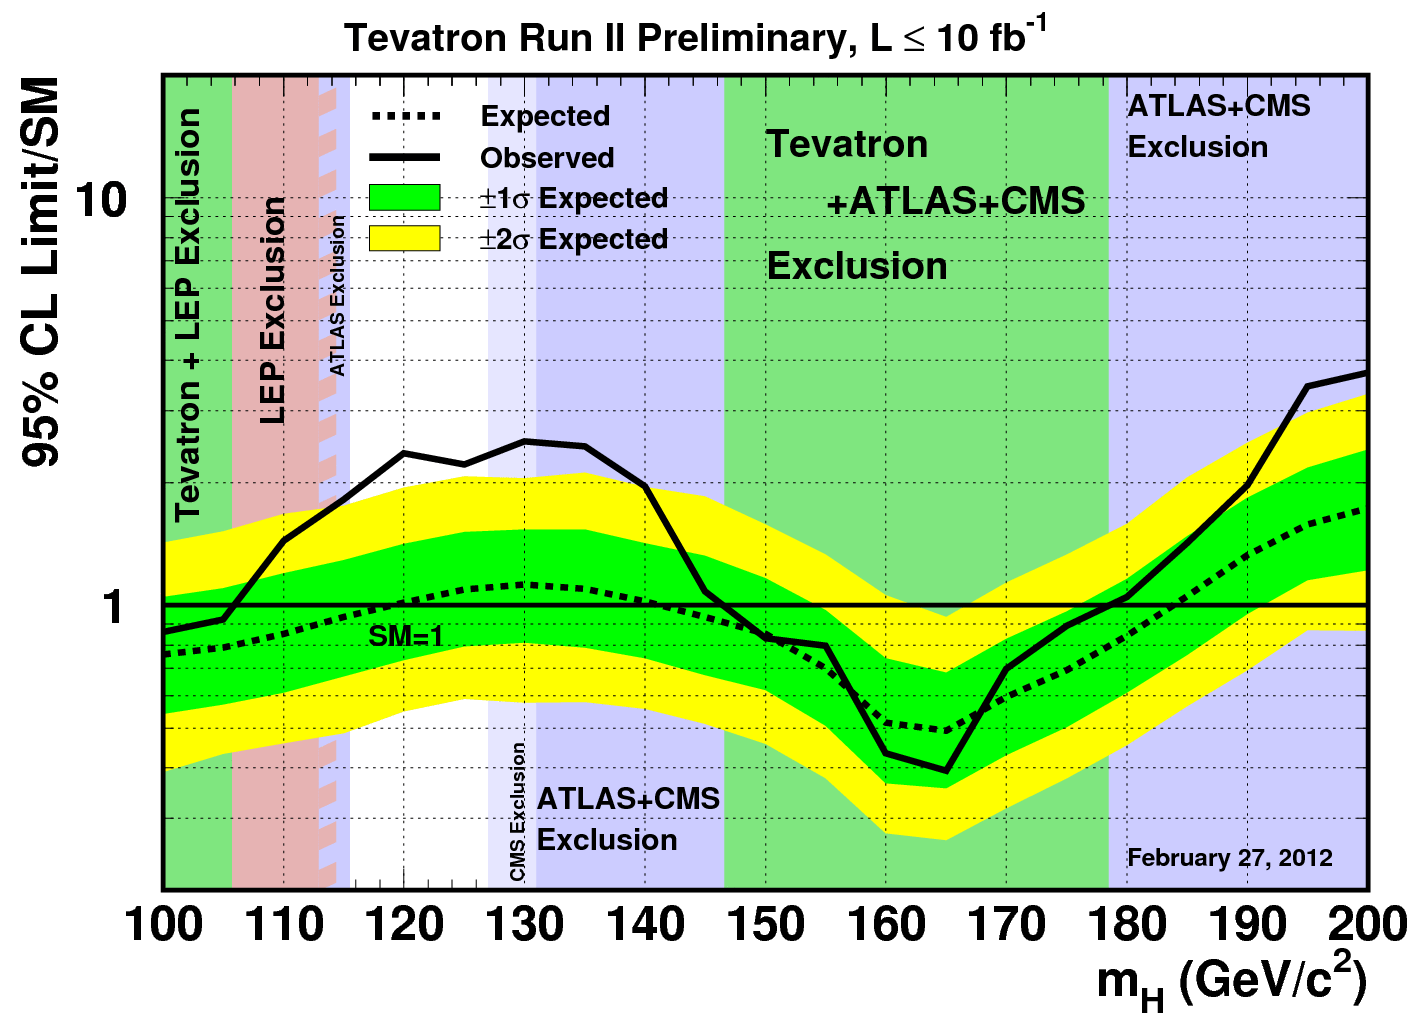 Tevatron Run II Preliminary, L ≤ 10 fb⁻¹
95% CL Limit/SM
10
1
Tevatron + LEP Exclusion
LEP Exclusion
ATLAS Exclusion
Expected
Observed
±1σ Expected
±2σ Expected
Tevatron
+ATLAS+CMS
Exclusion
ATLAS+CMS
Exclusion
SM=1
CMS Exclusion
ATLAS+CMS
Exclusion
February 27, 2012
100 110 120 130 140 150 160 170 180 190 200
m_H (GeV/c²)